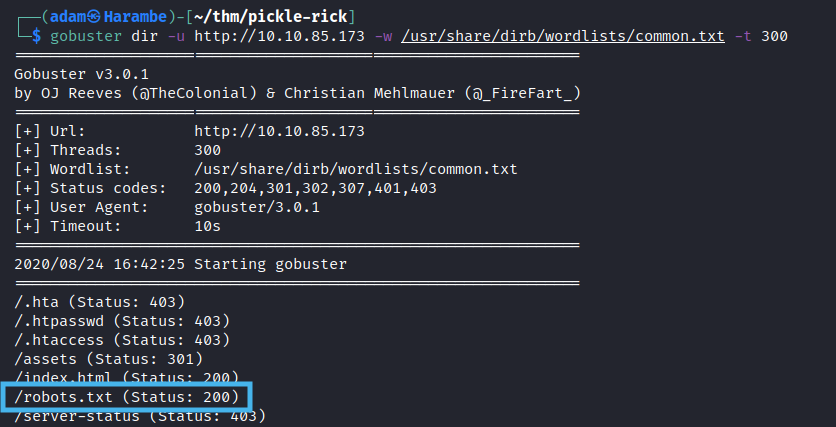 (adam㉿Harambe)-[~/thm/pickle-rick]
$ gobuster dir -u http://10.10.85.173 -w /usr/share/dirb/wordlists/common.txt -t 300
Gobuster v3.0.1
by OJ Reeves (@TheColonial) & Christian Mehlmauer (@_FireFart_)
[+] Url: http://10.10.85.173
[+] Threads: 300
[+] Wordlist: /usr/share/dirb/wordlists/common.txt
[+] Status codes: 200,204,301,302,307,401,403
[+] User Agent: gobuster/3.0.1
[+] Timeout: 10s
2020/08/24 16:42:25 Starting gobuster
/.hta (Status: 403)
/.htpasswd (Status: 403)
/.htaccess (Status: 403)
/assets (Status: 301)
/index.html (Status: 200)
/robots.txt (Status: 200)
/server-status (Status: 403)